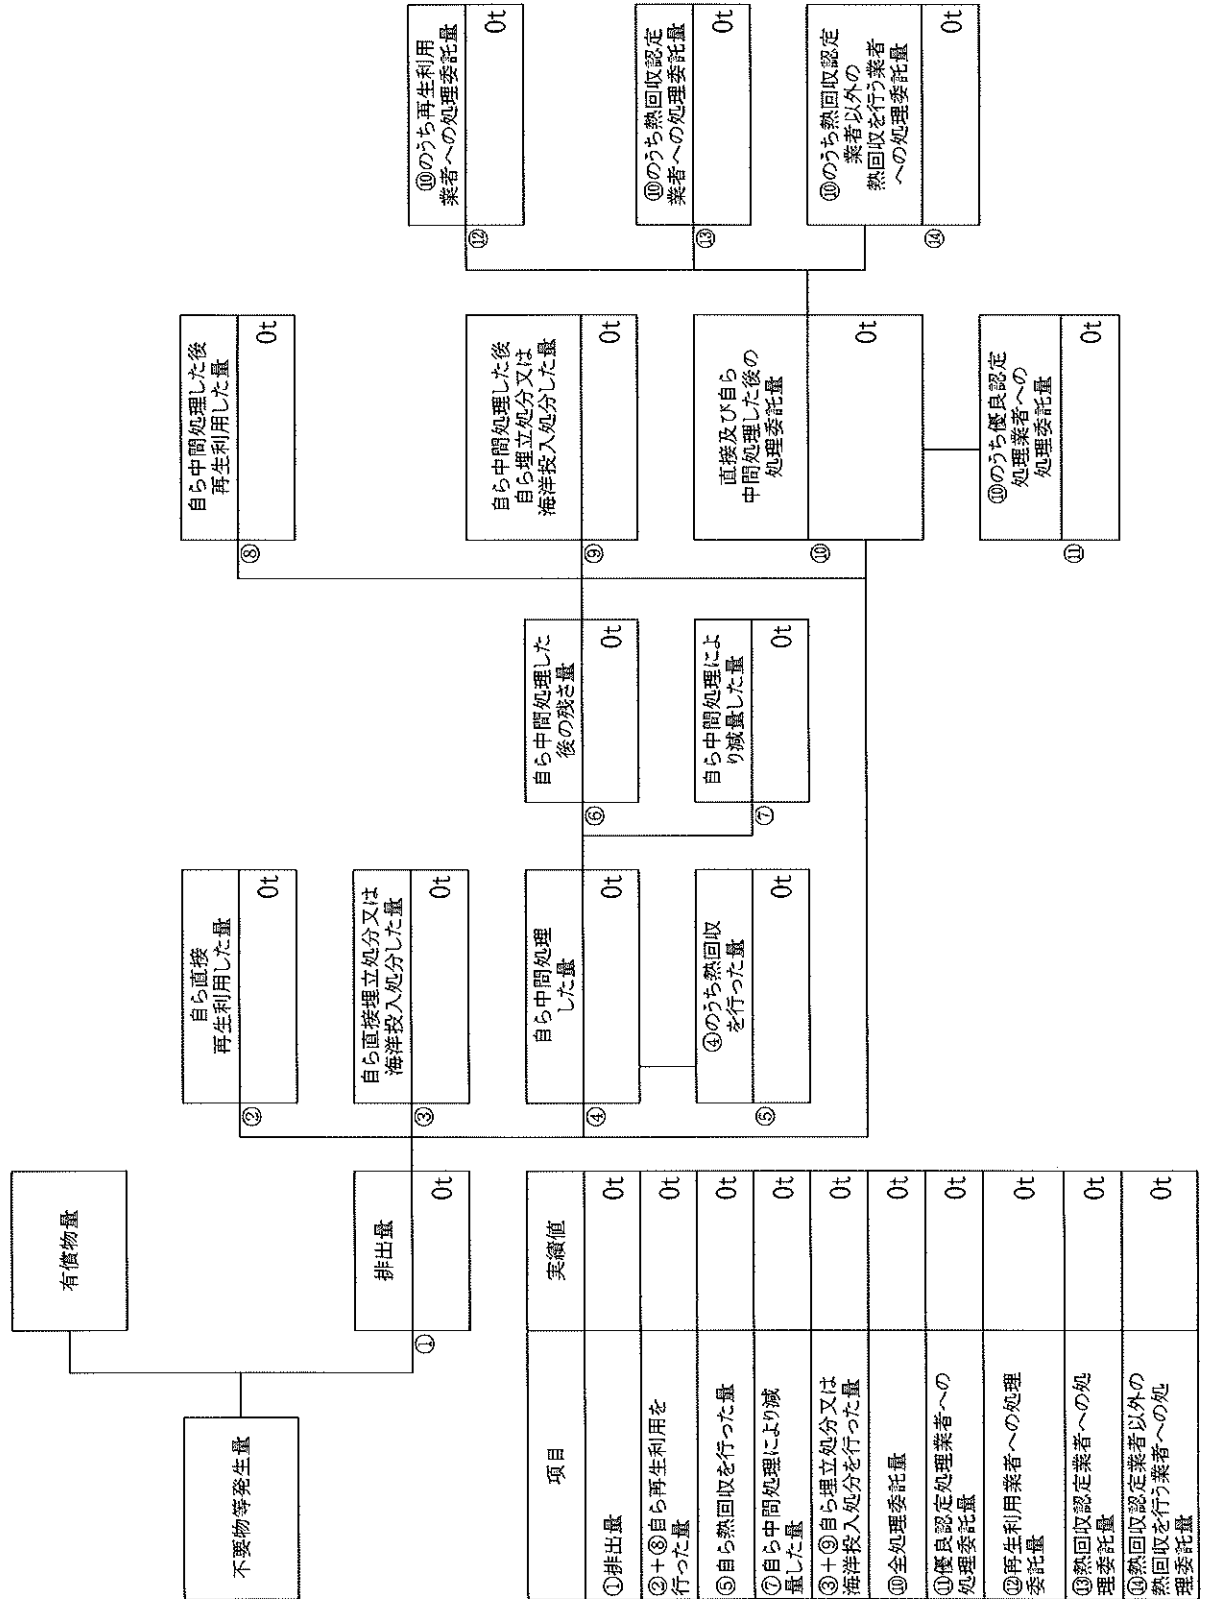 不要物等発生量
有償物量
①
排出量
0t
②
自ら直接
再生利用した量
0t
③
自ら直接埋立処分又は
海洋投入処分した量
0t
④
自ら中間処理
した量
0t
⑤
④のうち熱回収
を行った量
0t
⑥
自ら中間処理した
後の残さ量
0t
⑦
自ら中間処理によ
り減量した量
0t
⑧
自ら中間処理した後
再生利用した量
0t
⑨
自ら中間処理した後
自ら埋立処分又は
海洋投入処分した量
0t
⑩
直接及び自ら
中間処理した後の
処理委託量
0t
⑪
⑩のうち優良認定
処理業者への
処理委託量
0t
⑫
⑩のうち再生利用
業者への処理委託量
0t
⑬
⑩のうち熱回収認定
業者への処理委託量
0t
⑭
⑩のうち熱回収認定
業者以外の
熱回収を行う業者
への処理委託量
0t
項目 実績値
①排出量 0t
②+⑧自ら再生利用を
行った量 0t
⑤自ら熱回収を行った量 0t
⑦自ら中間処理により減
量した量 0t
③+⑨自ら埋立処分又は
海洋投入処分を行った量 0t
⑩全処理委託量 0t
⑪優良認定処理業者への
処理委託量 0t
⑫再生利用業者への処理
委託量 0t
⑬熱回収認定業者への処
理委託量 0t
⑭熱回収認定業者以外の
熱回収を行う業者への処
理委託量 0t